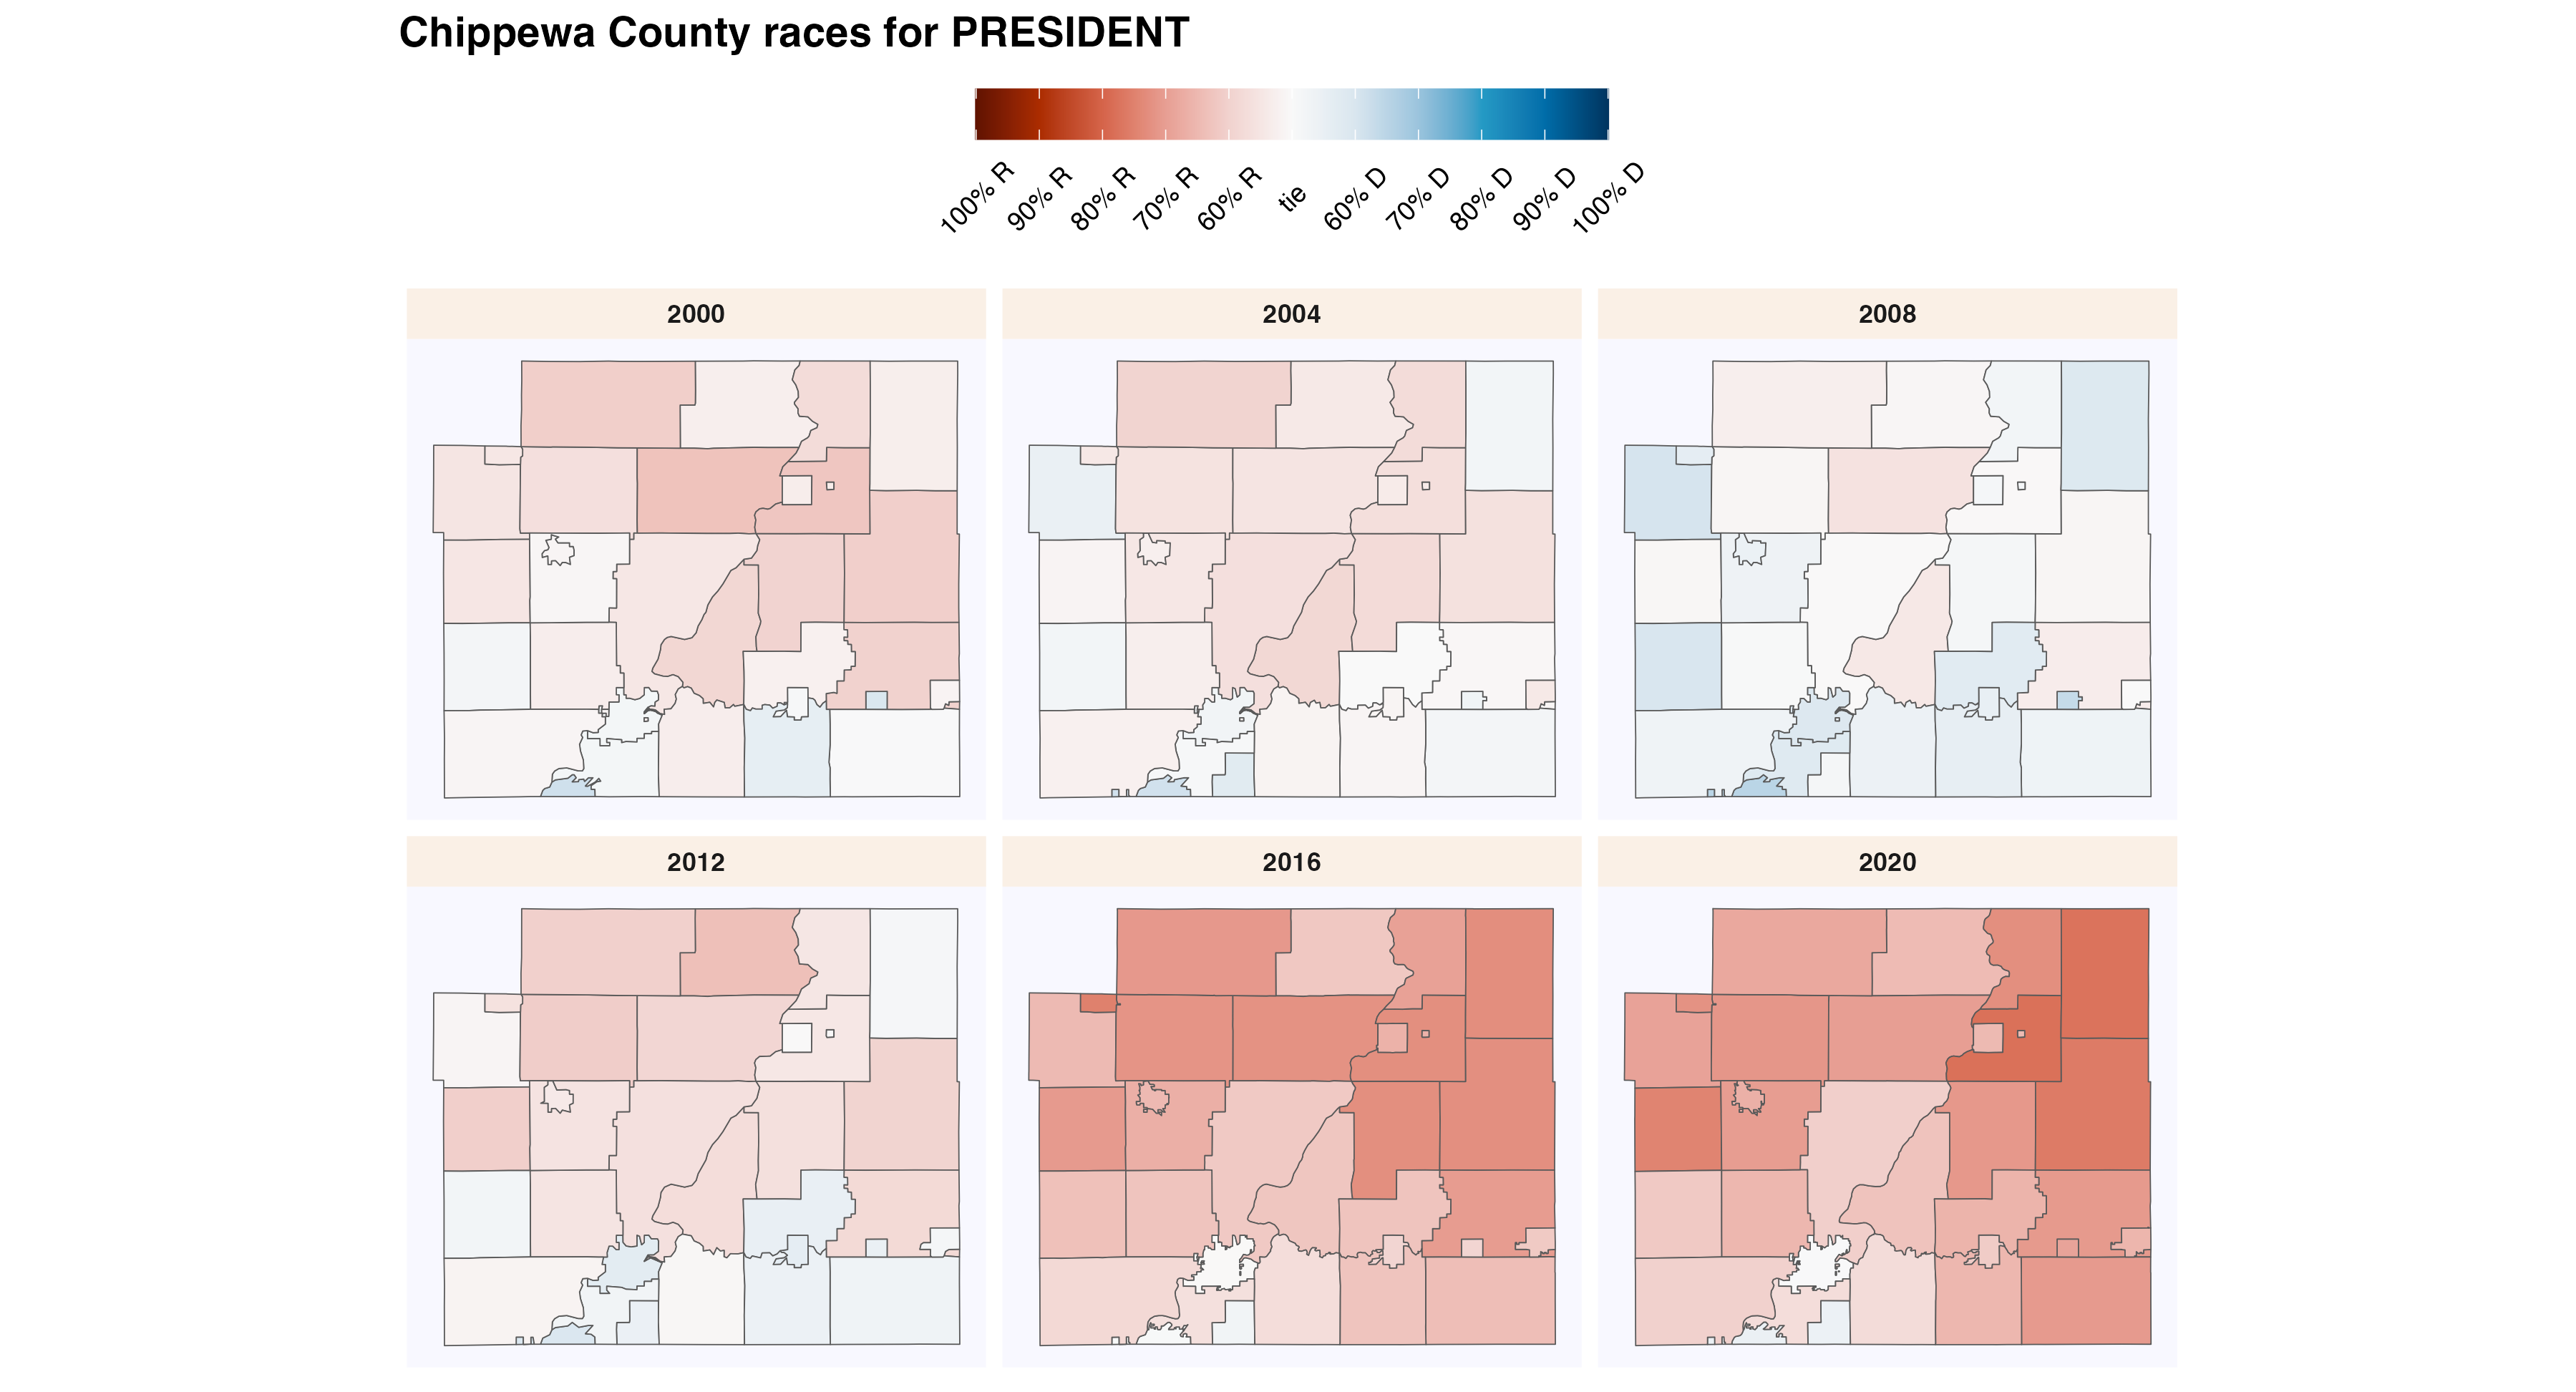 Chippewa County races for PRESIDENT
100% R 90% R 80% R 70% R 60% R tie 60% D 70% D 80% D 90% D 100% D
2000 2004 2008
2012 2016 2020